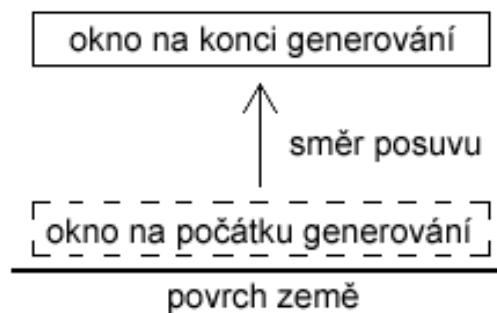 okno na konci generování
směr posuvu
okno na počátku generování
povrch země